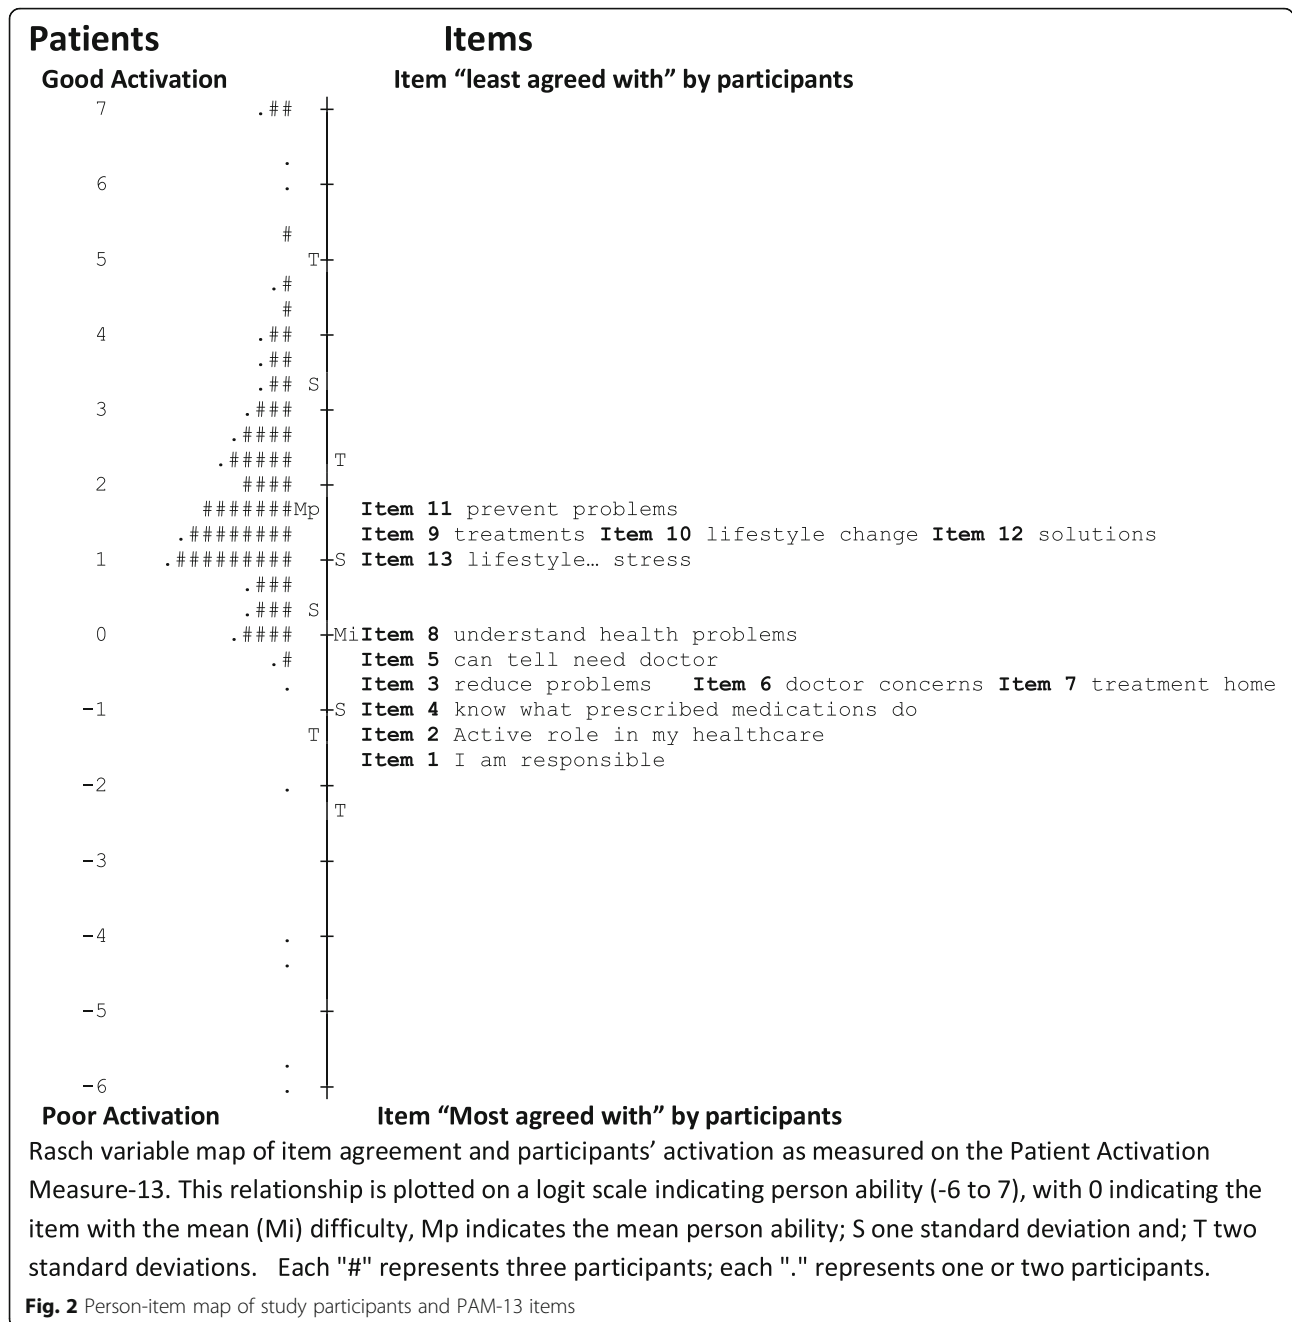 Patients Items
Good Activation Item “least agreed with” by participants
7 .##
.
6 .
#
5 T
.#
#
4 .##
.##
.## S
3 .###
.####
.##### T
2 ####
#######Mp Item 11 prevent problems
.######## Item 9 treatments Item 10 lifestyle change Item 12 solutions
1 .######### S Item 13 lifestyle… stress
.###
.### S
0 .#### Mi Item 8 understand health problems
.# Item 5 can tell need doctor
. Item 3 reduce problems Item 6 doctor concerns Item 7 treatment home
-1 S Item 4 know what prescribed medications do
T Item 2 Active role in my healthcare
Item 1 I am responsible
-2 .
T
-3
-4 .
.
-5
.
-6 .
Poor Activation Item “Most agreed with” by participants
Rasch variable map of item agreement and participants’ activation as measured on the Patient Activation
Measure-13. This relationship is plotted on a logit scale indicating person ability (-6 to 7), with 0 indicating the
item with the mean (Mi) difficulty, Mp indicates the mean person ability; S one standard deviation and; T two
standard deviations. Each "#" represents three participants; each "." represents one or two participants.
Fig. 2 Person-item map of study participants and PAM-13 items